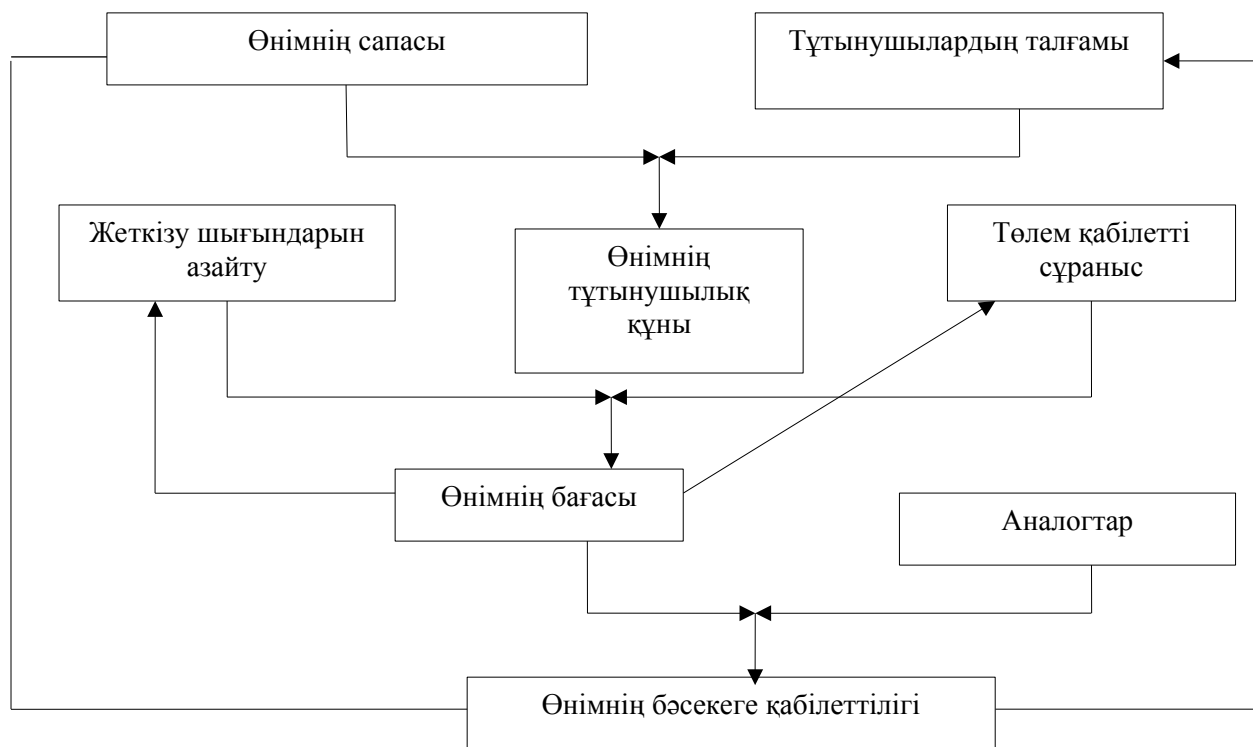 Өнімнің сапасы
Тұтынушылардың талғамы
Жеткізу шығындарын
азайту
Өнімнің
тұтынушылық
құны
Төлем қабілетті
сұраныс
Өнімнің бағасы
Аналогтар
Өнімнің бәсекеге қабілеттілігі